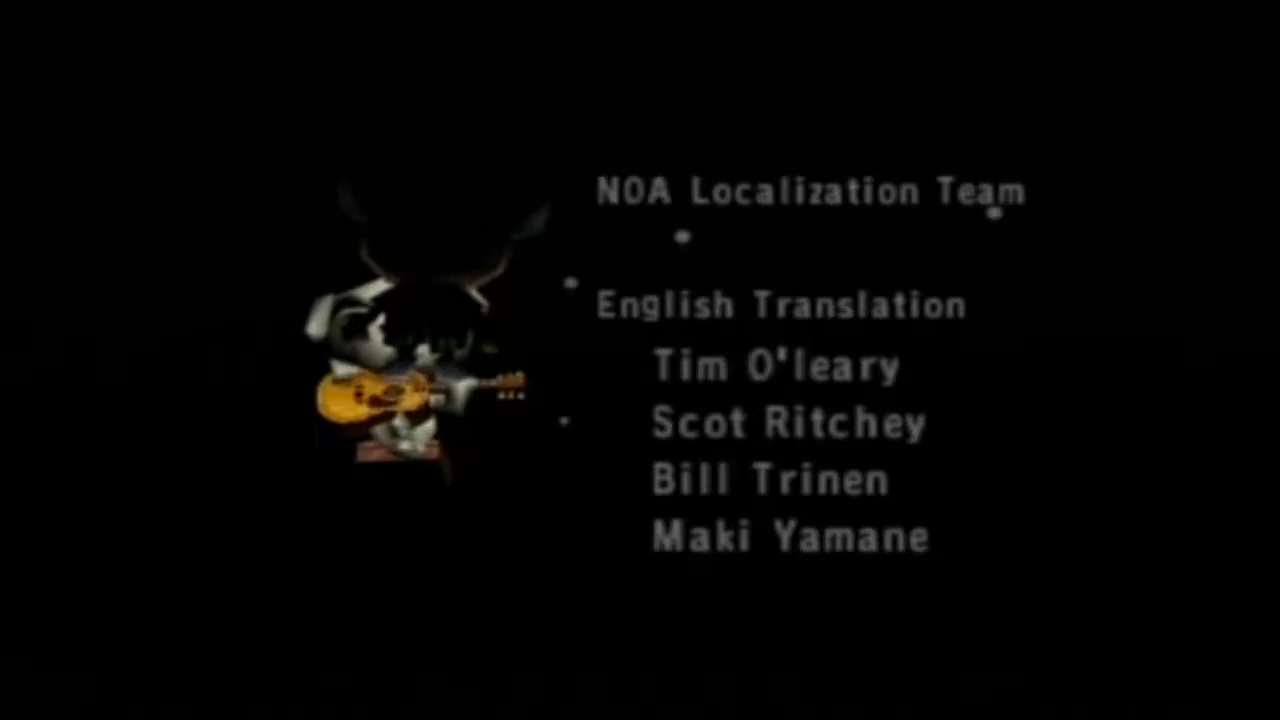 NOA Localization Team
English Translation
Tim O'leary
Scot Ritchey
Bill Trinen
Maki Yamane